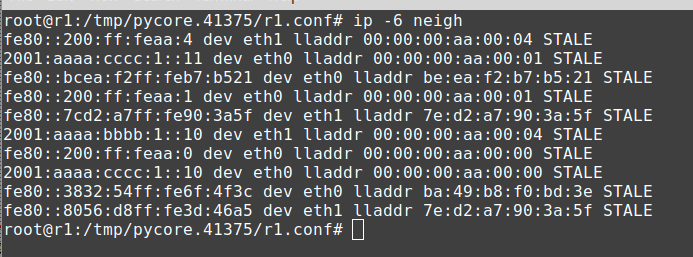 root@r1:/tmp/pycore.41375/r1.conf# ip -6 neigh
fe80::200:ff:feaa:4 dev eth1 lladdr 00:00:00:aa:00:04 STALE
2001:aaaa:cccc:1::11 dev eth0 lladdr 00:00:00:aa:00:01 STALE
fe80::bcea:f2ff:feb7:b521 dev eth0 lladdr be:ea:f2:b7:b5:21 STALE
fe80::200:ff:feaa:1 dev eth0 lladdr 00:00:00:aa:00:01 STALE
fe80::7cd2:a7ff:fe90:3a5f dev eth1 lladdr 7e:d2:a7:90:3a:5f STALE
2001:aaaa:bbbb:1::10 dev eth1 lladdr 00:00:00:aa:00:04 STALE
fe80::200:ff:feaa:0 dev eth0 lladdr 00:00:00:aa:00:00 STALE
2001:aaaa:cccc:1::10 dev eth0 lladdr 00:00:00:aa:00:00 STALE
fe80::3832:54ff:fe6f:4f3c dev eth0 lladdr ba:49:b8:f0:bd:3e STALE
fe80::8056:d8ff:fe3d:46a5 dev eth1 lladdr 7e:d2:a7:90:3a:5f STALE
root@r1:/tmp/pycore.41375/r1.conf#